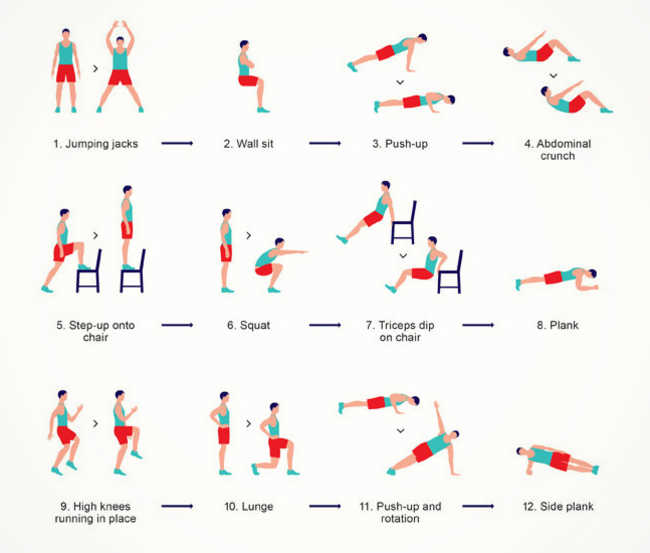 1. Jumping jacks
2. Wall sit
3. Push-up
4. Abdominal
crunch
5. Step-up onto
chair
6. Squat
7. Triceps dip
on chair
8. Plank
9. High knees
running in place
10. Lunge
11. Push-up and
rotation
12. Side plank